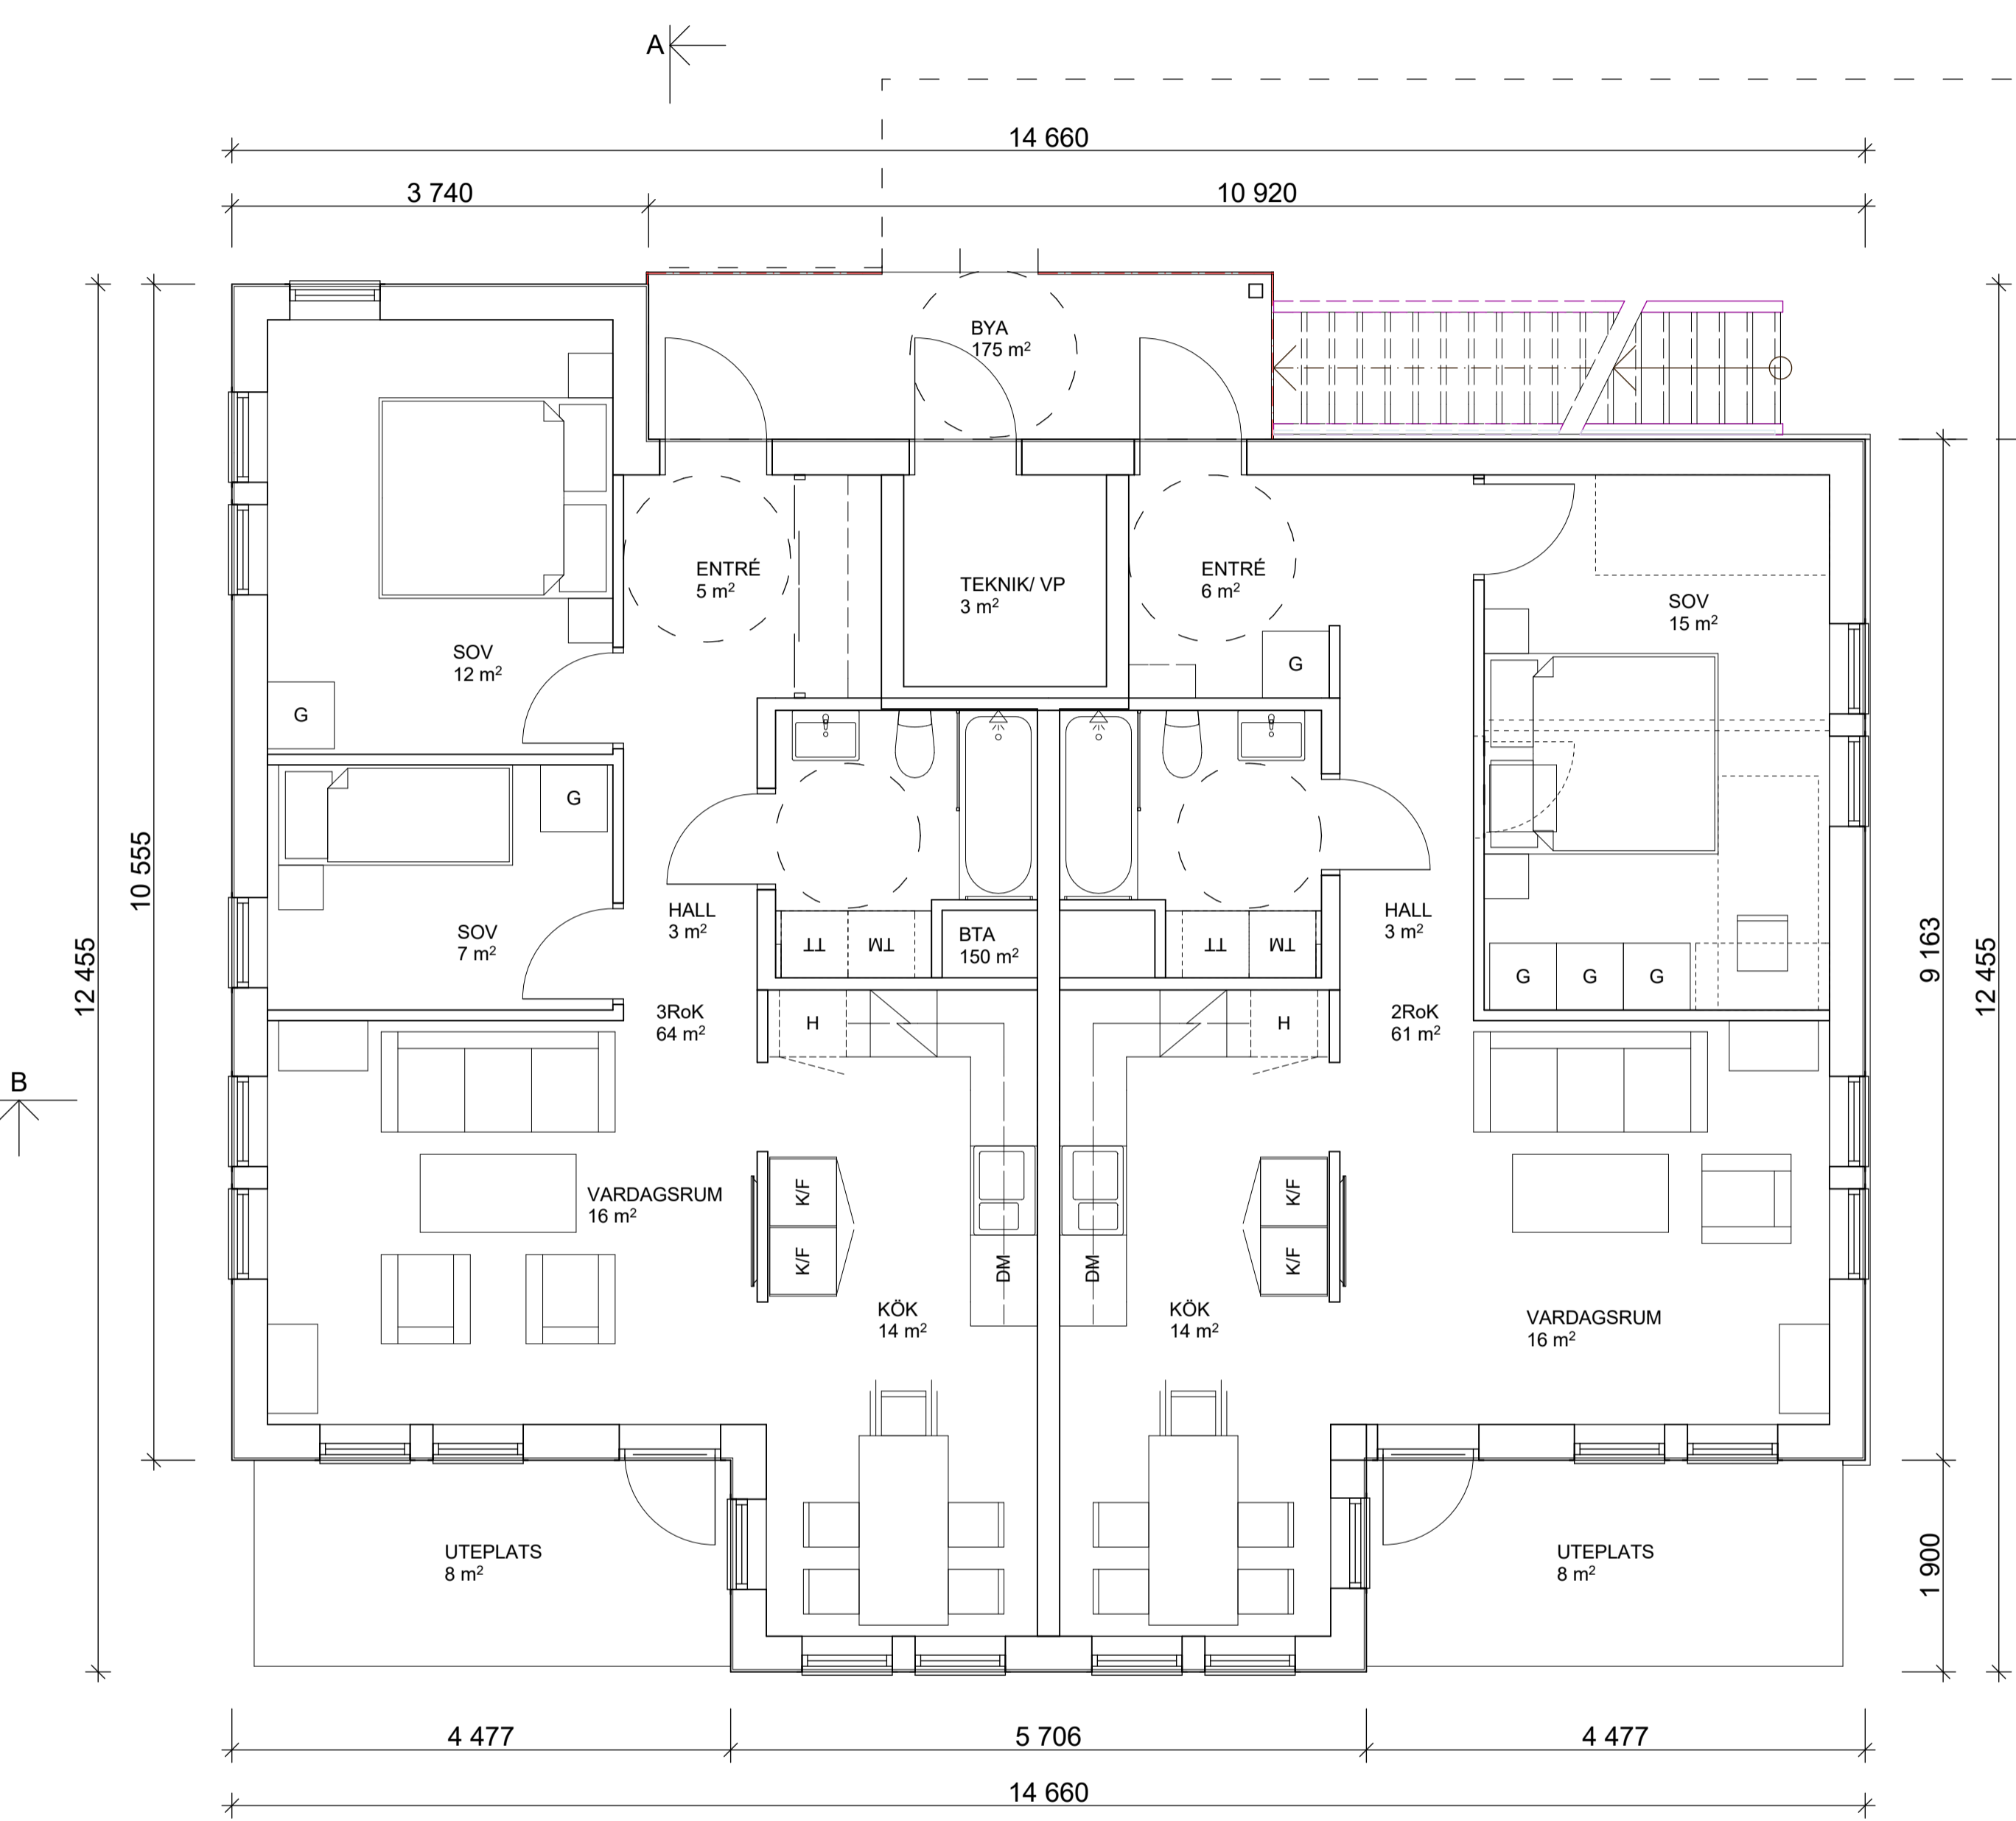 A
14 660
3 740
10 920
BYA
175 m²
ENTRÉ
5 m²
TEKNIK/ VP
3 m²
ENTRÉ
6 m²
SOV
15 m²
SOV
12 m²
G
G
G
SOV
7 m²
HALL
3 m²
TT
TM
BTA
150 m²
TT
TM
HALL
3 m²
G
G
G
3RoK
64 m²
H
H
2RoK
61 m²
B
VARDAGSRUM
16 m²
K/F
K/F
DM
DM
K/F
K/F
KÖK
14 m²
KÖK
14 m²
VARDAGSRUM
16 m²
UTEPLATS
8 m²
UTEPLATS
8 m²
12 455
10 555
9 163
12 455
1 900
4 477
5 706
4 477
14 660